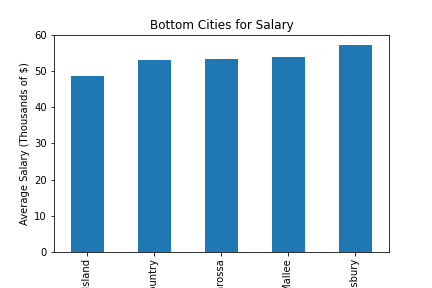 Bottom Cities for Salary
Average Salary (Thousands of $)
60
50
40
30
20
10
0
sland
ountry
rossa
Mallee
sbury